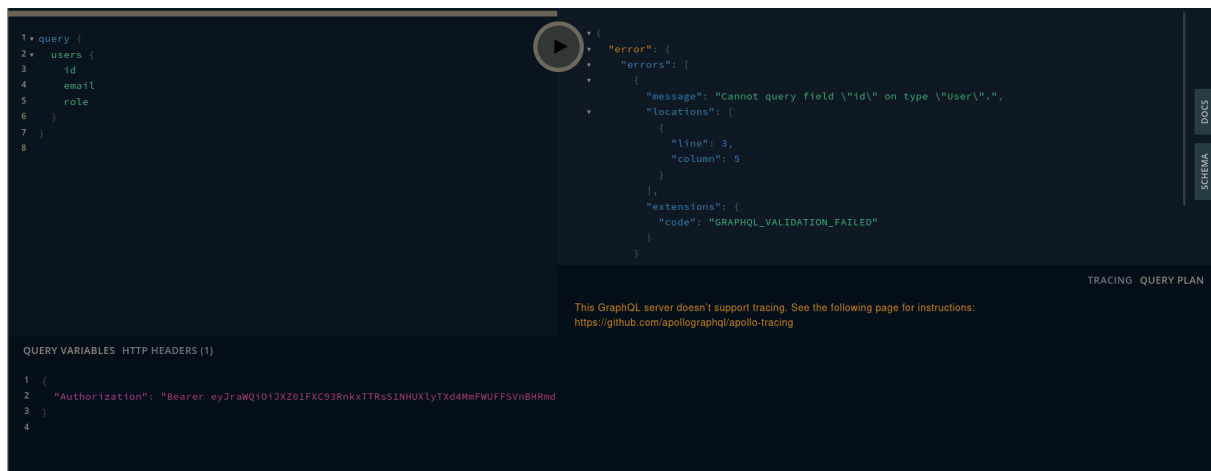 1 query {
2 users {
3 id
4 email
5 role
6 }
7 }
8
{
"error": {
"errors": [
{
"message": "Cannot query field \"id\" on type \"User\".",
"locations": [
{
"line": 3,
"column": 5
}
],
"extensions": {
"code": "GRAPHQL_VALIDATION_FAILED"
}
}
DOCS
SCHEMA
TRACING QUERY PLAN
This GraphQL server doesn't support tracing. See the following page for instructions:
https://github.com/apollographql/apollo-tracing
QUERY VARIABLES HTTP HEADERS (1)
1 {
2 "Authorization": "Bearer eyJraWQiOiJXZ01FXC93RnkxTTRsS1NHUXlyTXd4MmFWUFFSVnBHRmd
3 }
4